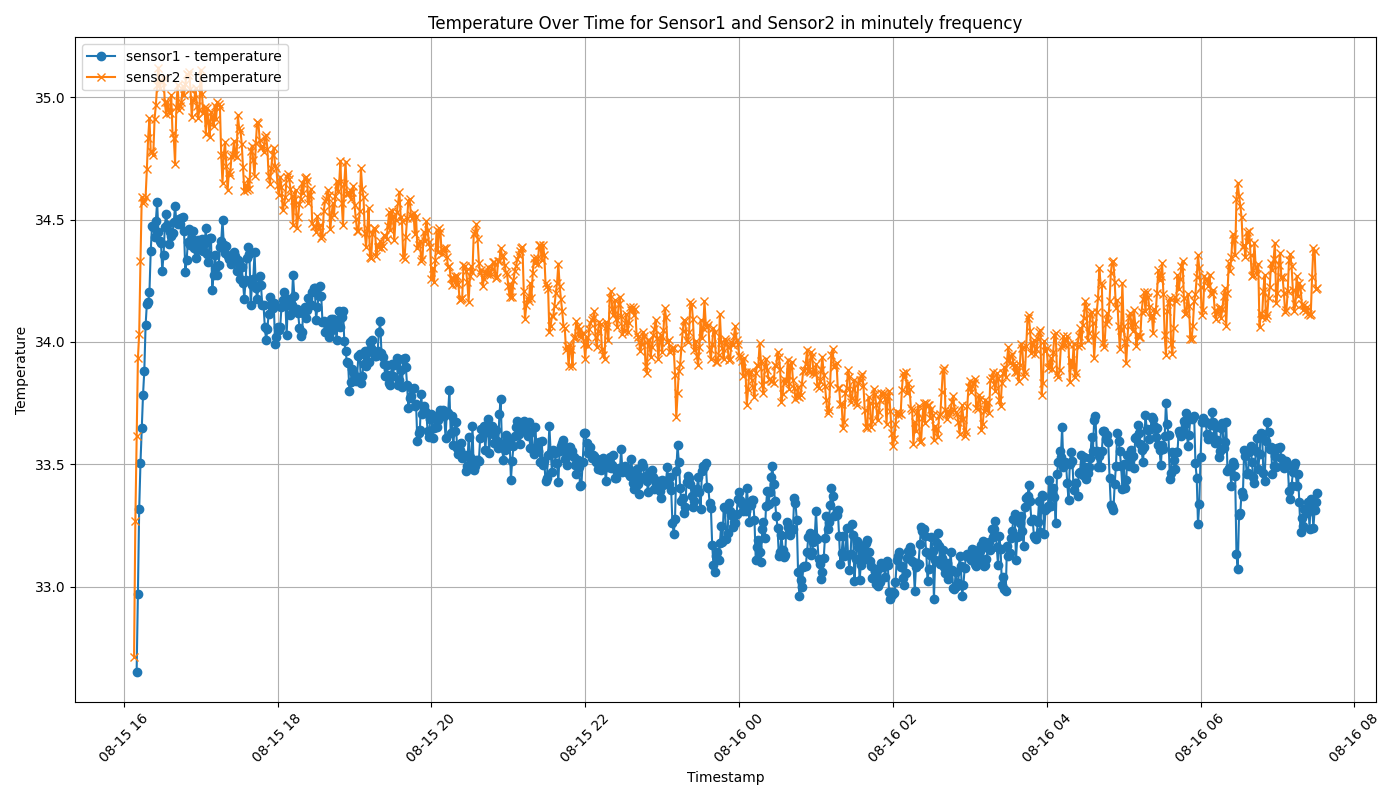 Temperature Over Time for Sensor1 and Sensor2 in minutely frequency
sensor1 - temperature
sensor2 - temperature
Temperature
35.0
34.5
34.0
33.5
33.0
08-15 16
08-15 18
08-15 20
08-15 22
08-16 00
08-16 02
08-16 04
08-16 06
08-16 08
Timestamp